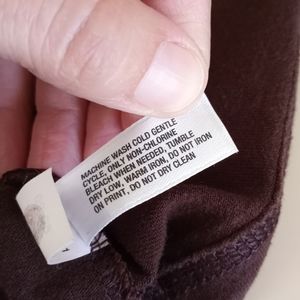 MACHINE WASH COLD GENTLE
CYCLE, ONLY NON-CHLORINE
BLEACH WHEN NEEDED, TUMBLE
DRY LOW, WARM IRON, DO NOT IRON
ON PRINT, DO NOT DRY CLEAN